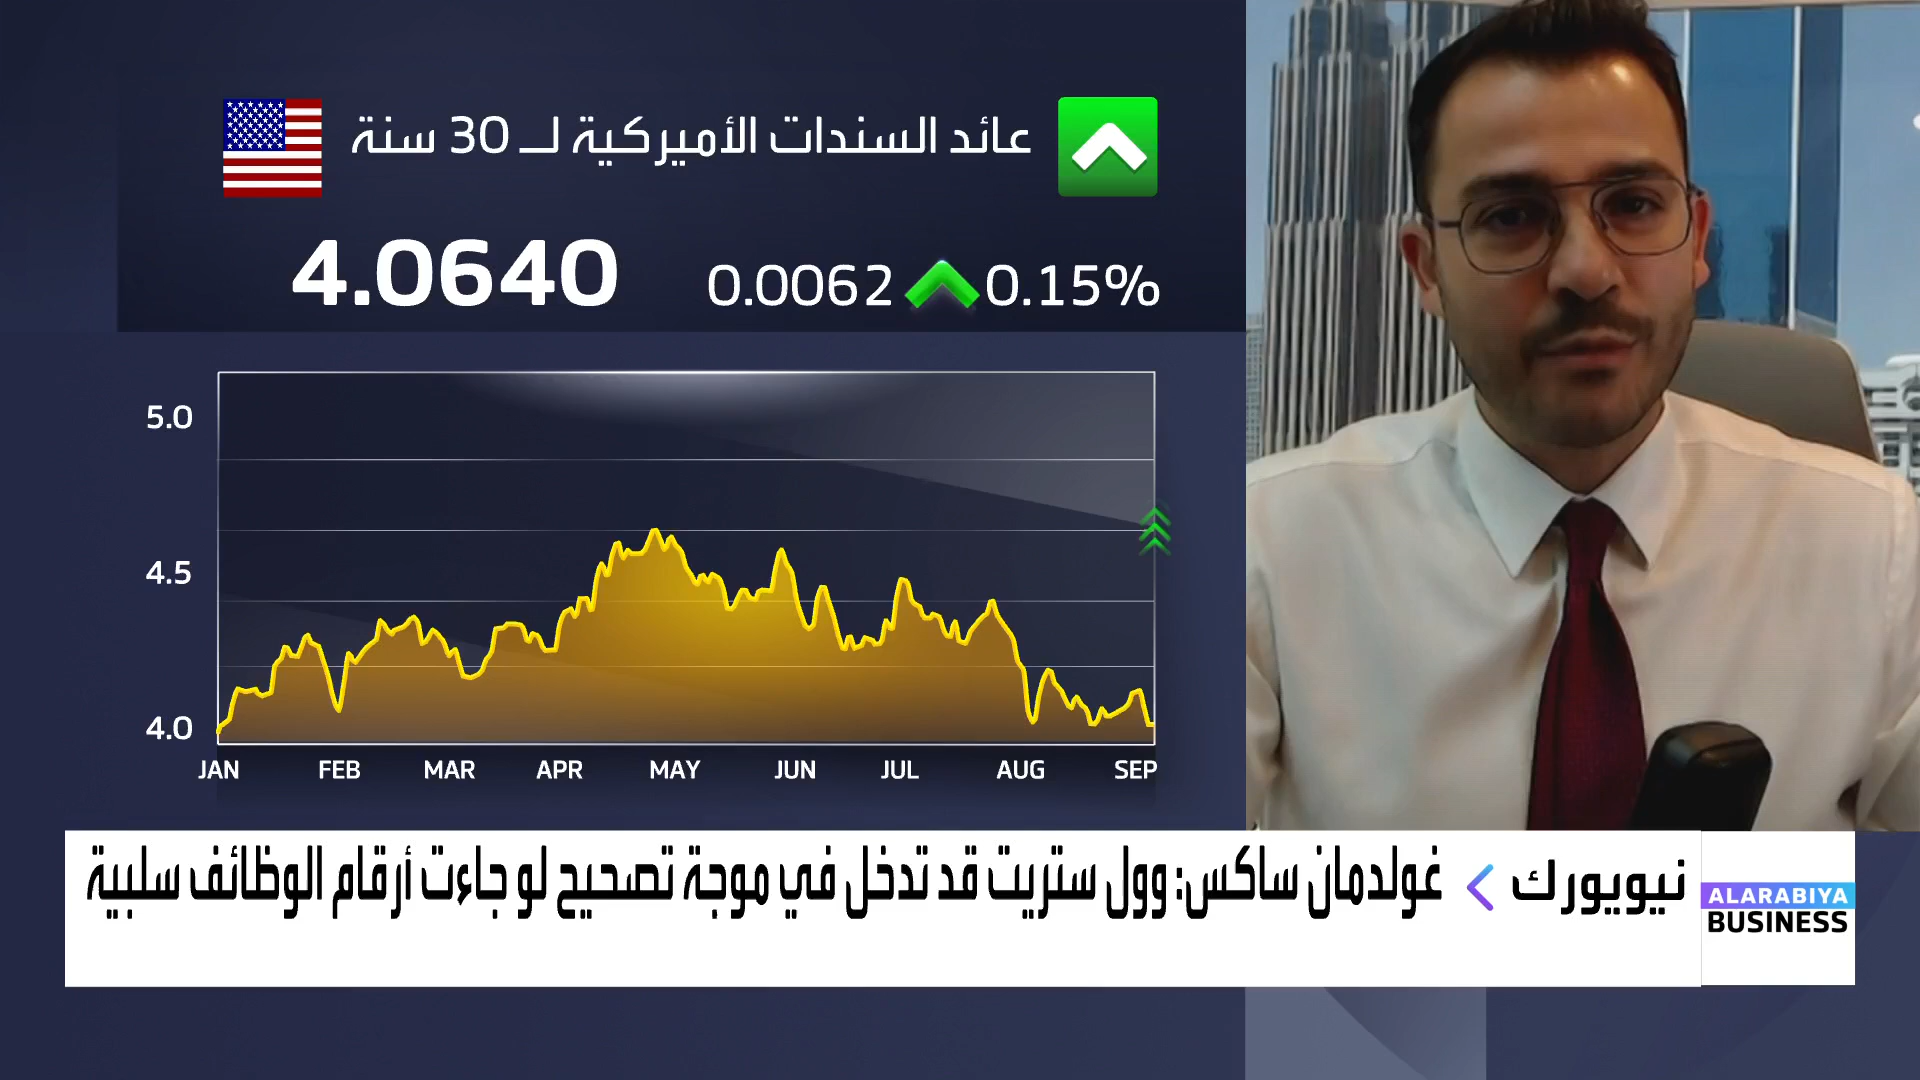 عائد السندات الأميركية لـ 30 سنة
4.0640 0.0062 0.15%
5.0
4.5
4.0
JAN FEB MAR APR MAY JUN JUL AUG SEP
نيويورك
غولدمان ساكس: وول ستريت قد تدخل في موجة تصحيح لو جاءت أرقام الوظائف سلبية
ALARABIYA
BUSINESS